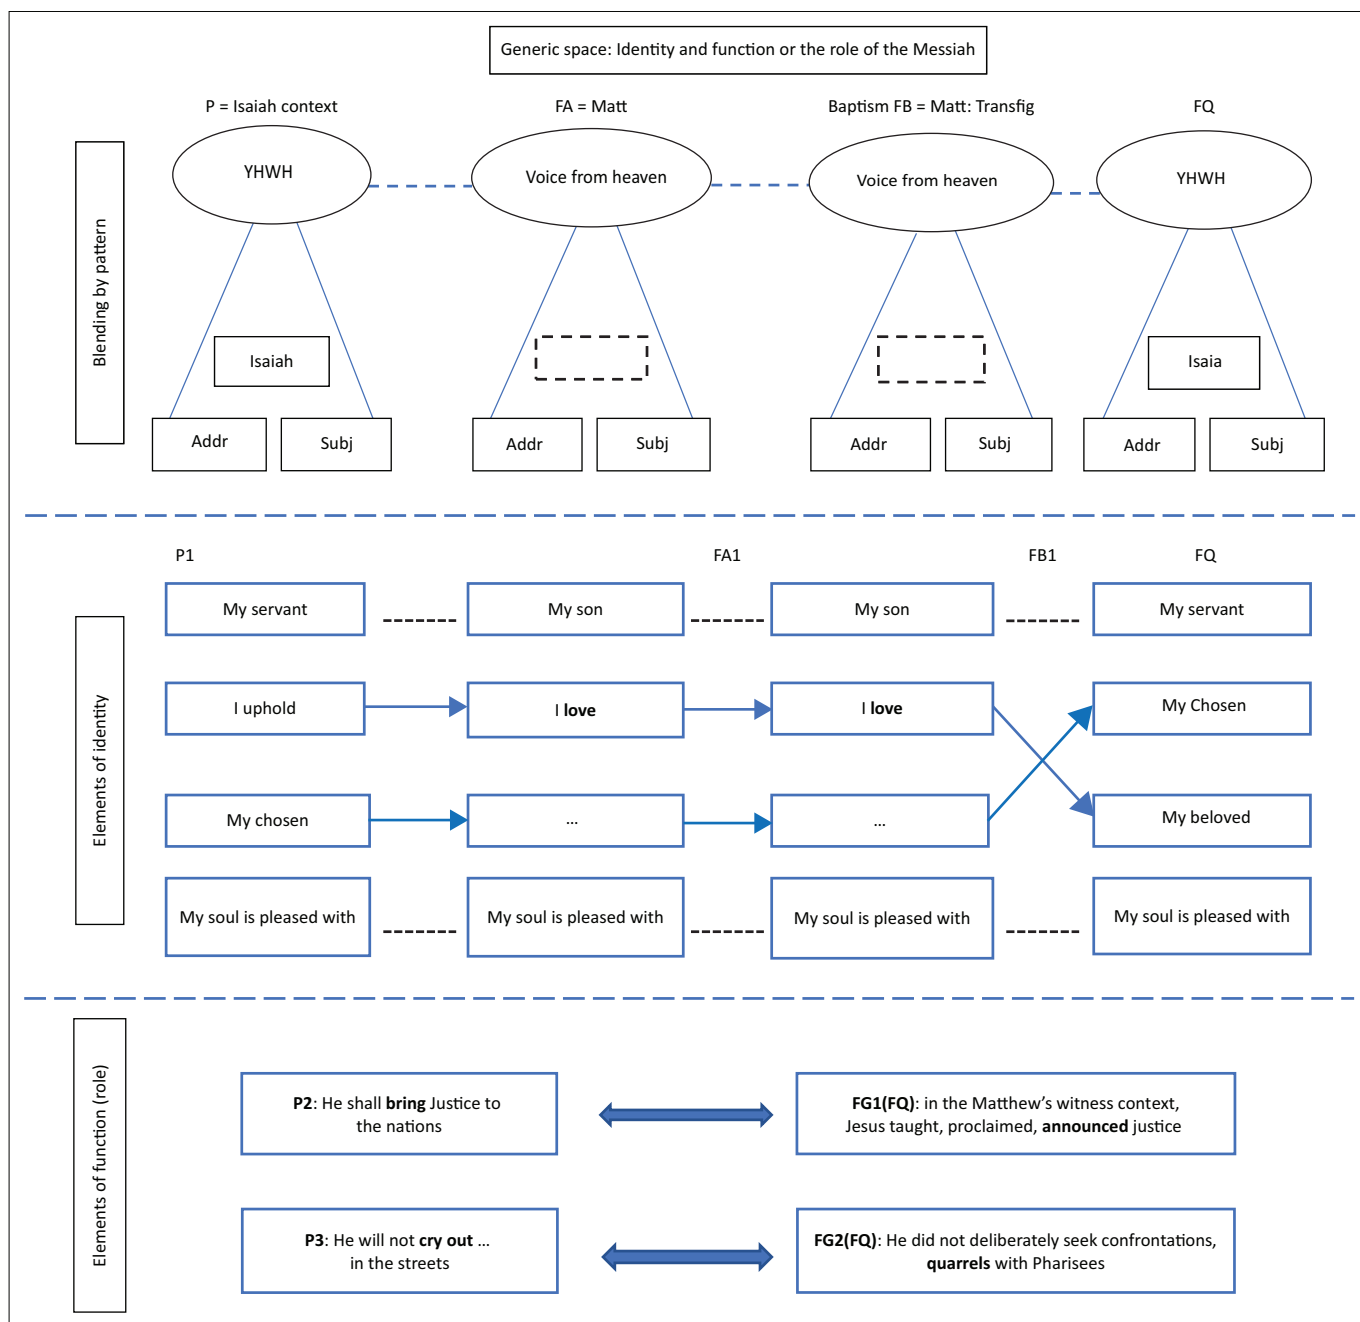 Generic space: Identity and function or the role of the Messiah
P = Isaiah context
FA = Matt
Baptism FB = Matt: Transfig
FQ
Blending by pattern
YHWH
Voice from heaven
Voice from heaven
YHWH
Isaiah
Isaia
Addr
Subj
Addr
Subj
Addr
Subj
Addr
Subj
P1
FA1
FB1
FQ
Elements of identity
My servant
My son
My son
My servant
I uphold
I love
I love
My Chosen
My chosen
...
...
My beloved
My soul is pleased with
My soul is pleased with
My soul is pleased with
My soul is pleased with
Elements of function (role)
P2: He shall bring Justice to
the nations
FG1(FQ): in the Matthew's witness context,
Jesus taught, proclaimed, announced justice
P3: He will not cry out ...
in the streets
FG2(FQ): He did not deliberately seek confrontations,
quarrels with Pharisees